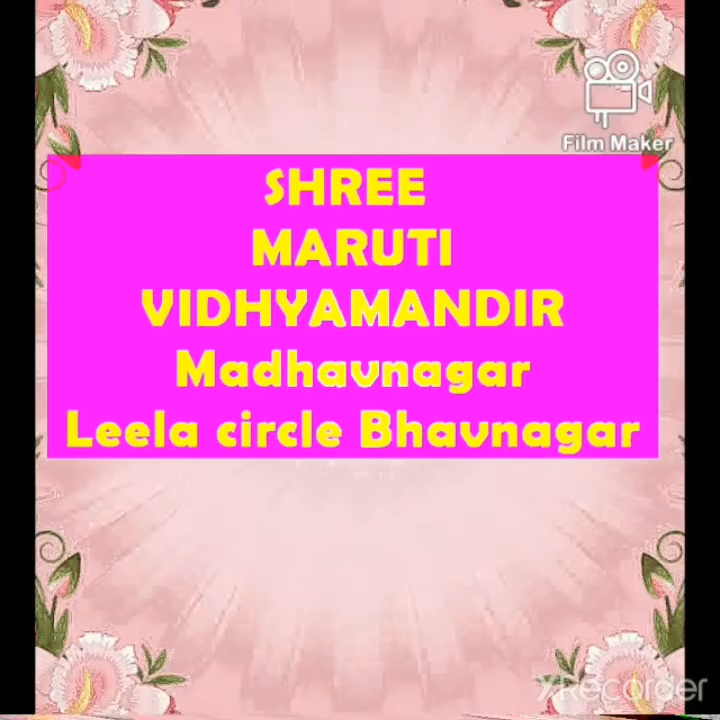 Film Maker
SHREE
MARUTI
VIDHYAMANDIR
Madhavnagar
Leela circle Bhavnagar
XRecorder